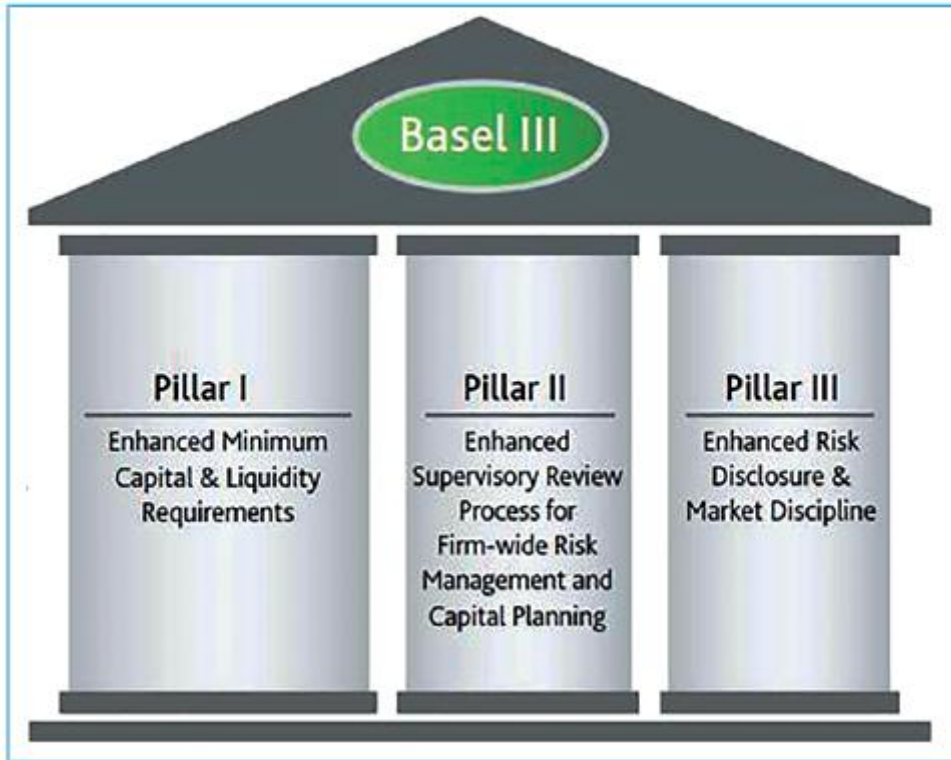 Basel III
Pillar I
Enhanced Minimum
Capital & Liquidity
Requirements
Pillar II
Enhanced
Supervisory Review
Process for
Firm-wide Risk
Management and
Capital Planning
Pillar III
Enhanced Risk
Disclosure &
Market Discipline